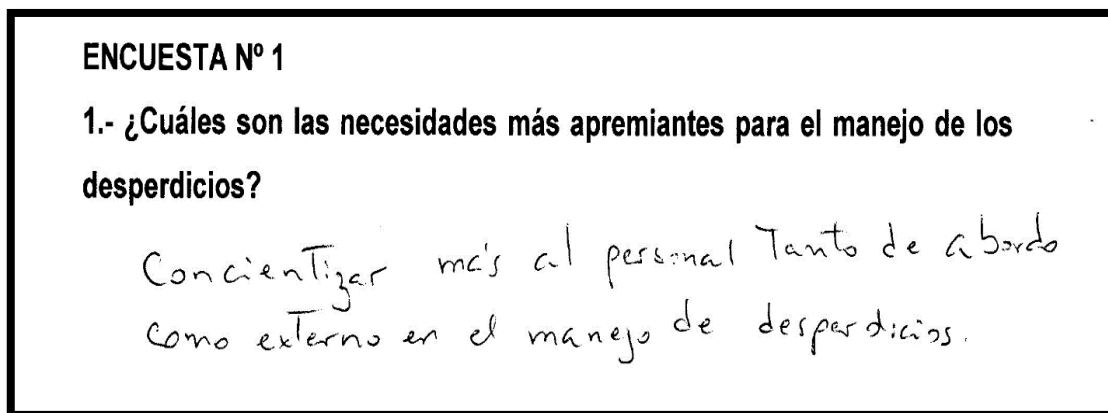 ENCUESTA Nº 1
1.- ¿Cuáles son las necesidades más apremiantes para el manejo de los
desperdicios?
Concientizar más al personal Tanto de abordo
como externo en el manejo de desperdicios.